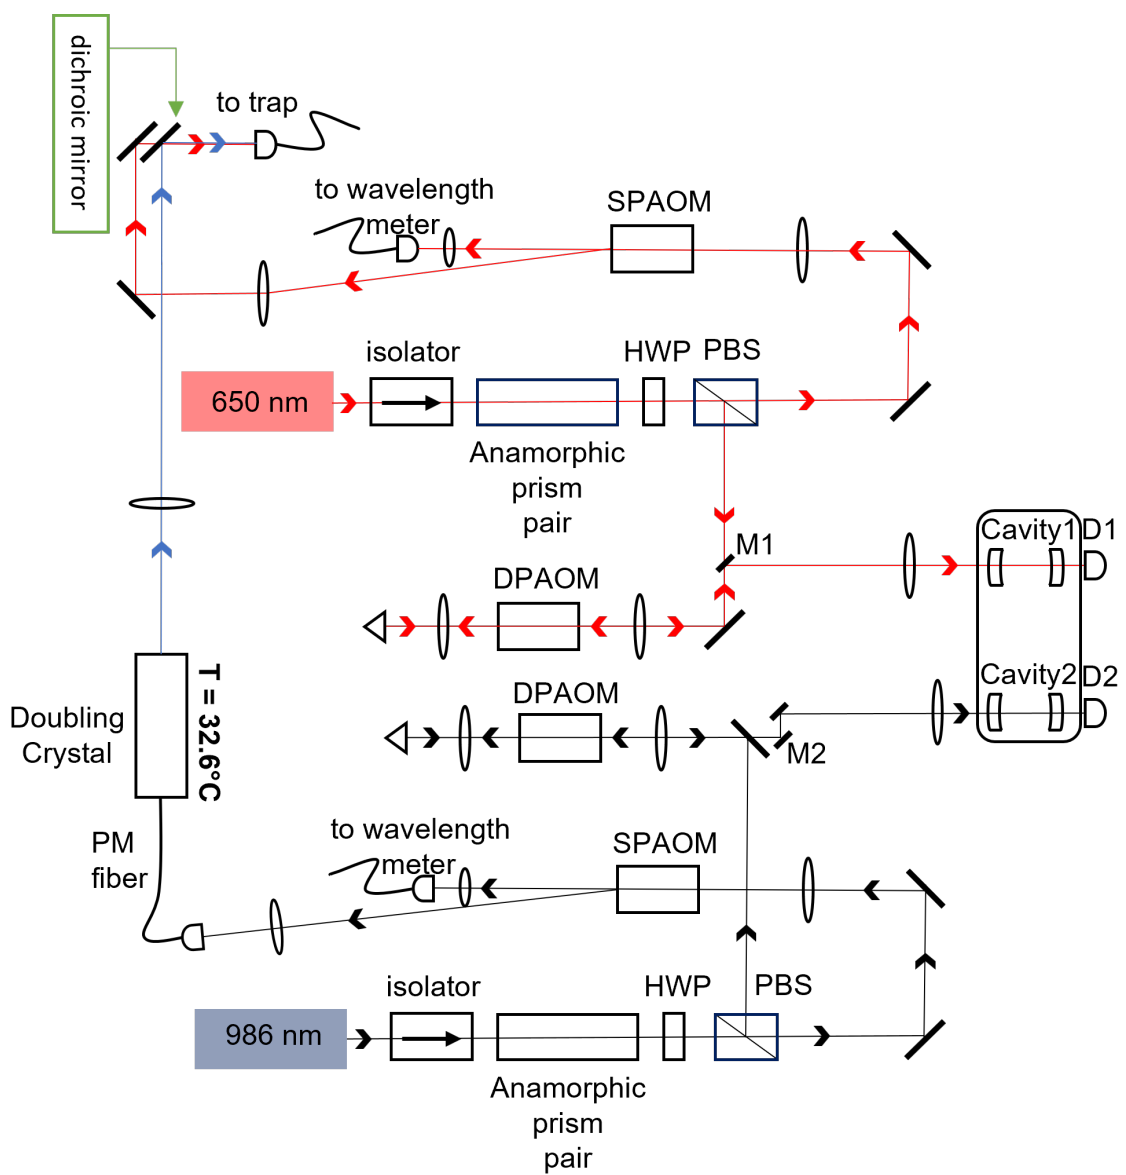 dichroic mirror
to trap
to wavelength
meter
SPAOM
isolator
HWP
PBS
650 nm
Anamorphic
prism
pair
M1
Cavity1
D1
DPAOM
Cavity2
D2
DPAOM
M2
T = 32.6°C
Doubling
Crystal
PM
fiber
to wavelength
meter
SPAOM
isolator
HWP
PBS
986 nm
Anamorphic
prism
pair